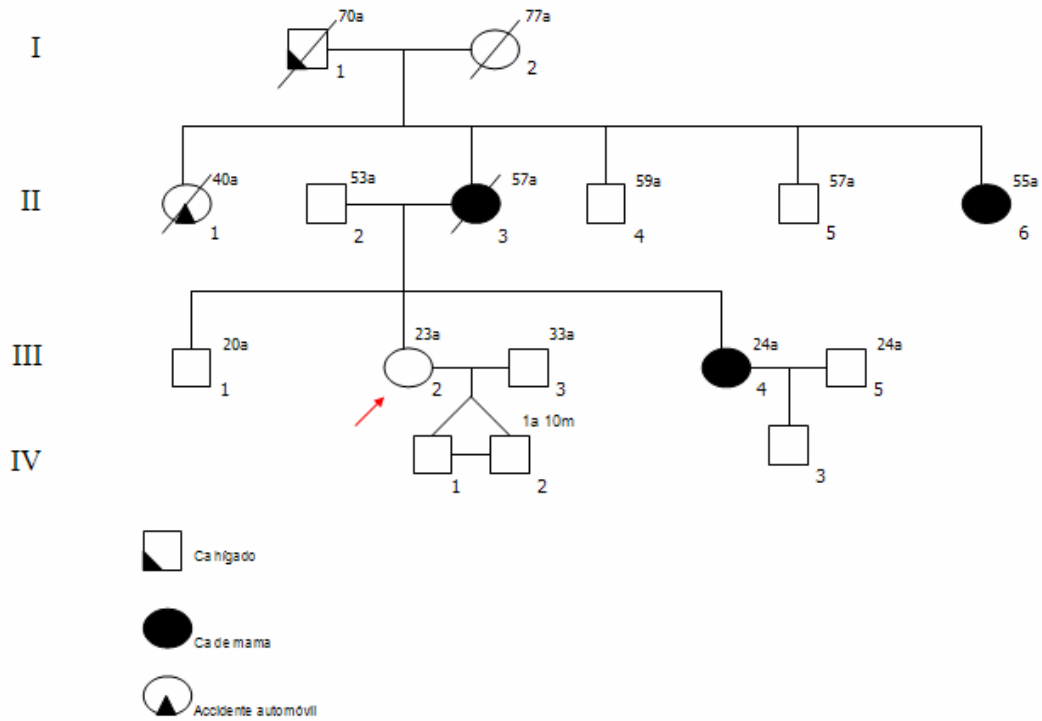 70a 77a
I
1 2
40a 53a 57a 59a 57a 55a
II
1 2 3 4 5 6
20a 23a 33a 24a 24a
III
1 2 3 4 5
1a 10m
IV
1 2 3
Ca hígado
Ca de mama
Accidente automóvil